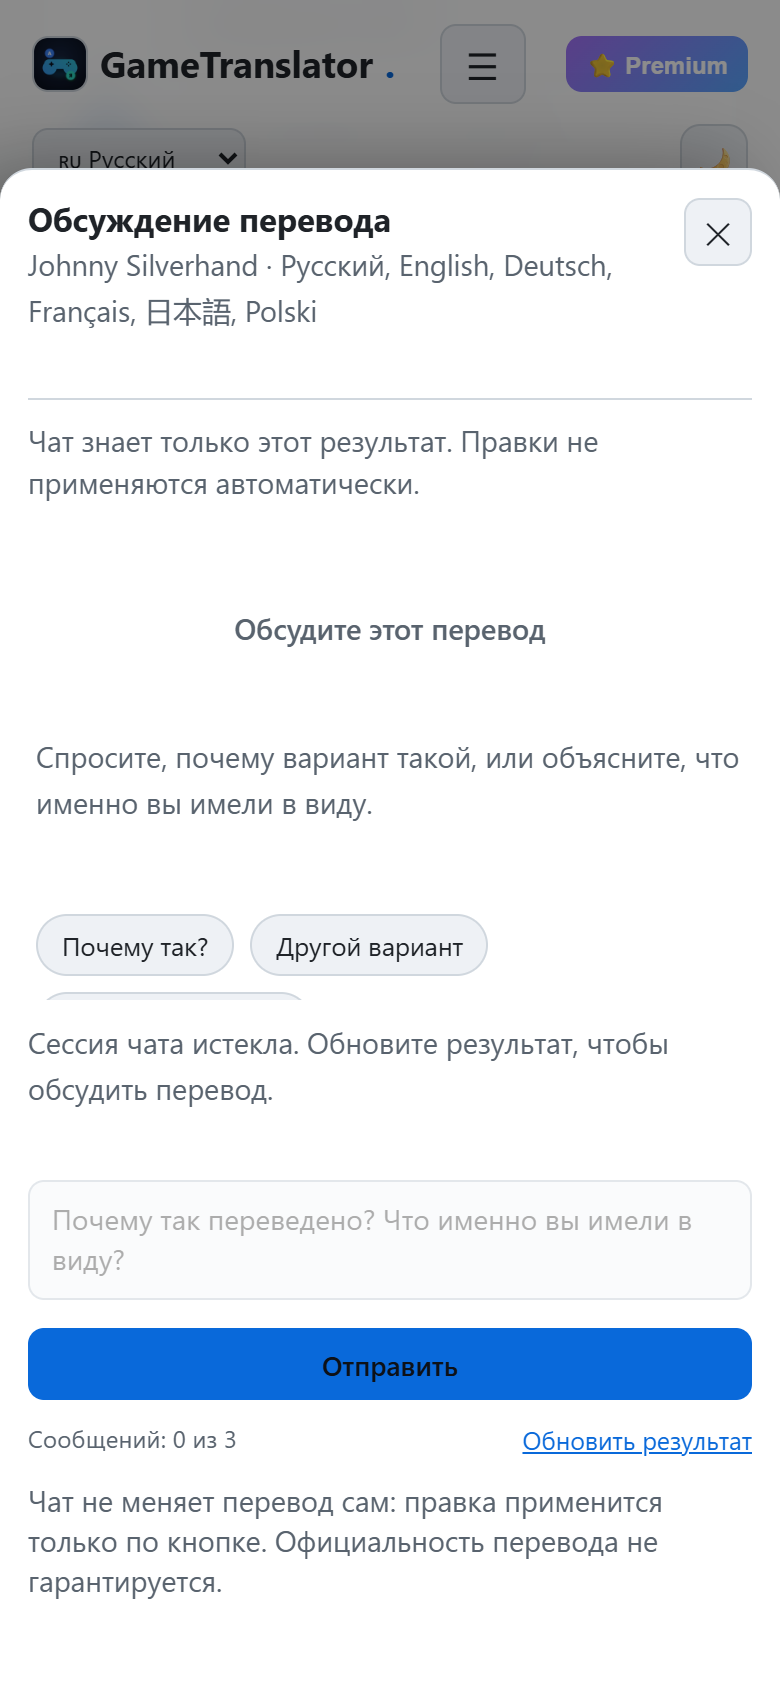 GameTranslator .
Premium
RU Русский
Обсуждение перевода
Johnny Silverhand · Русский, English, Deutsch,
Français, 日本語, Polski
Чат знает только этот результат. Правки не
применяются автоматически.
Обсудите этот перевод
Спросите, почему вариант такой, или объясните, что
именно вы имели в виду.
Почему так?
Другой вариант
Сессия чата истекла. Обновите результат, чтобы
обсудить перевод.
Почему так переведено? Что именно вы имели в
виду?
Отправить
Сообщений: 0 из 3
Обновить результат
Чат не меняет перевод сам: правка применится
только по кнопке. Официальность перевода не
гарантируется.